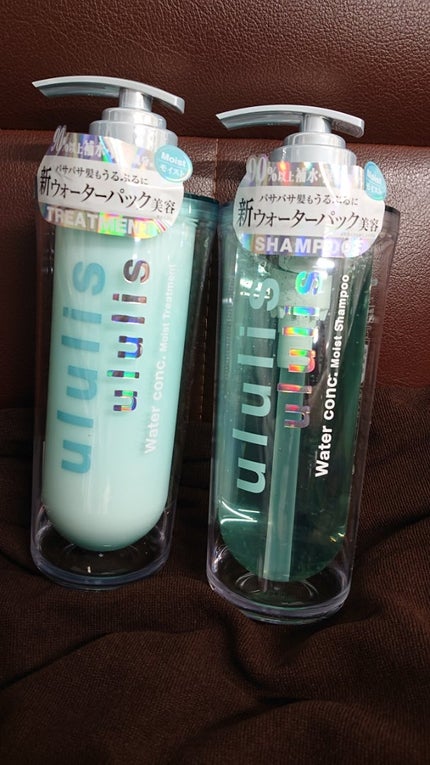 90%以上補水
Moist
モイスト
パサパサ髪もうるぷるに
新ウォーターパック美容
TREATMENT
ululis
ululis
Water conc. Moist Treatment
90%以上補水
Moist
モイスト
パサパサ髪もうるぷるに
新ウォーターパック美容
SHAMPOO
ululis
ululis
Water conc. Moist Shampoo